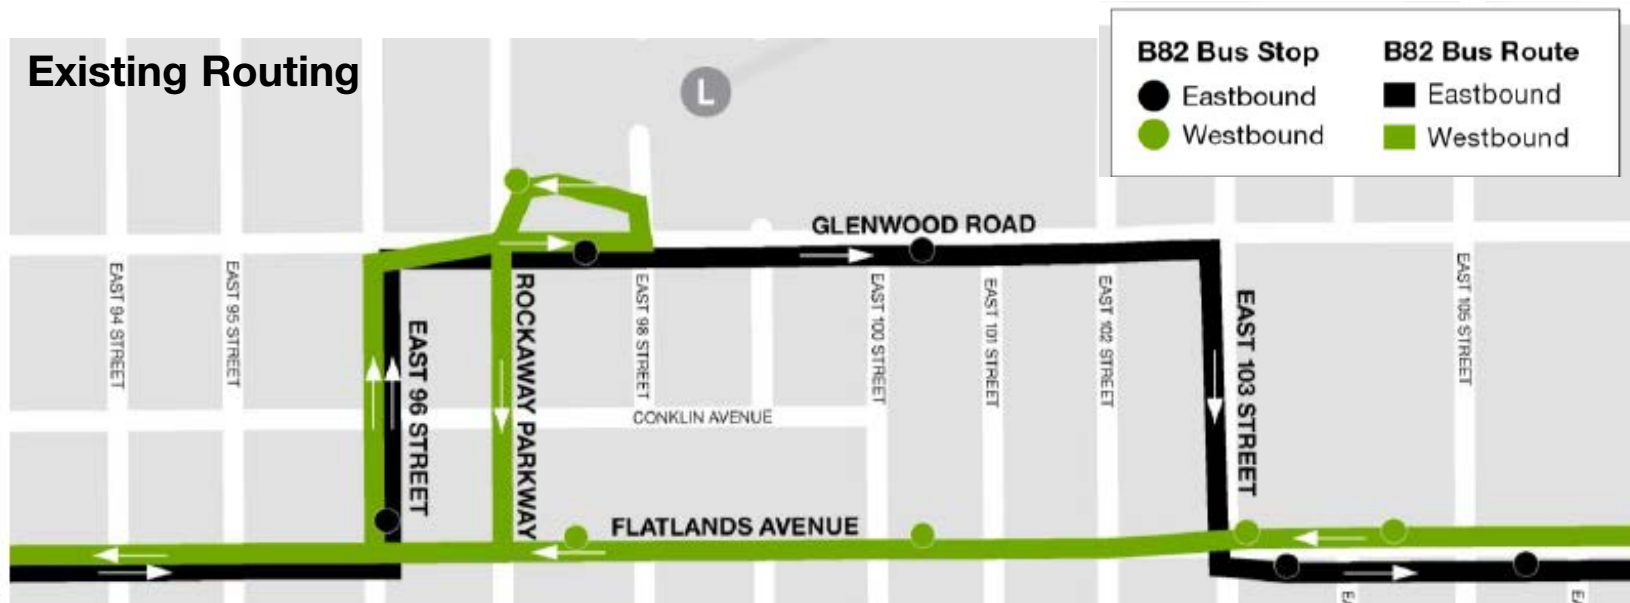 Existing Routing
L
B82 Bus Stop
Eastbound
Westbound
B82 Bus Route
Eastbound
Westbound
GLENWOOD ROAD
EAST 94 STREET
EAST 95 STREET
EAST 96 STREET
ROCKAWAY PARKWAY
EAST 98 STREET
EAST 100 STREET
EAST 101 STREET
EAST 102 STREET
EAST 103 STREET
EAST 105 STREET
CONKLIN AVENUE
FLATLANDS AVENUE